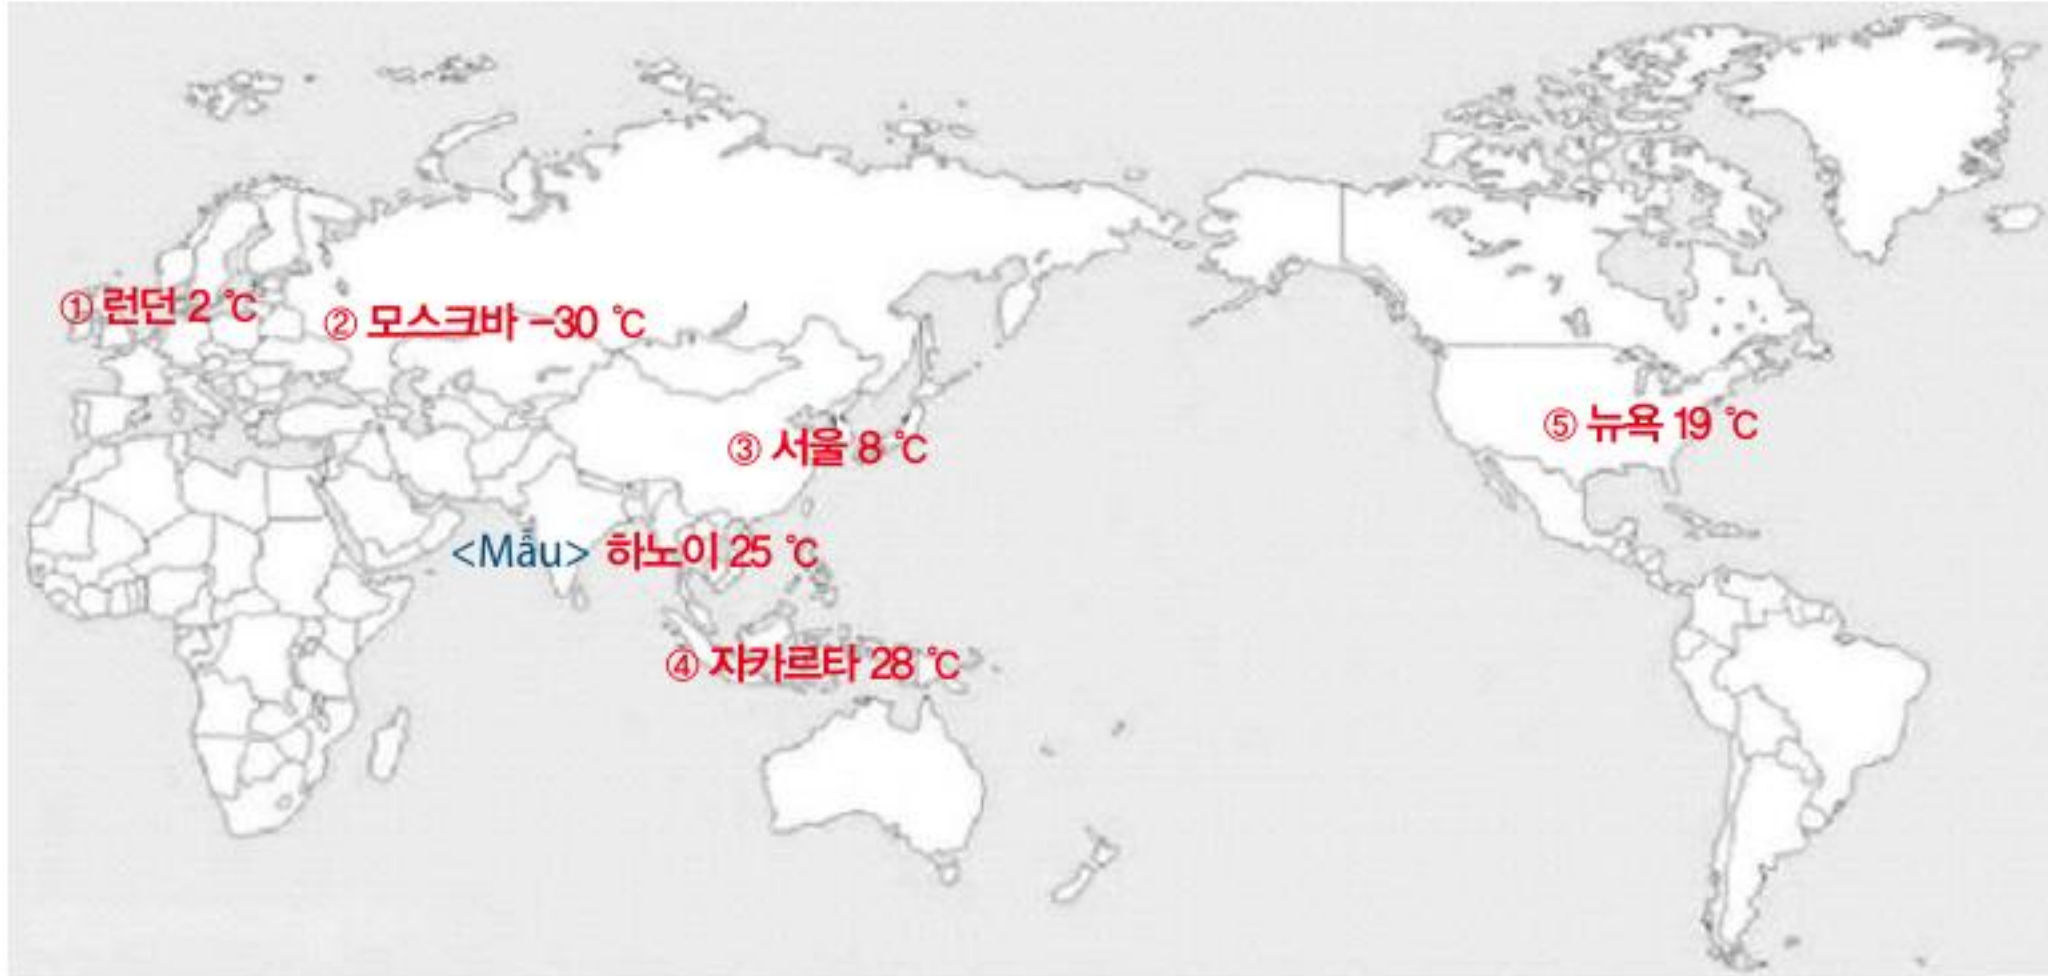 ① 런던 2 ℃
② 모스크바 -30 ℃
③ 서울 8 ℃
⑤ 뉴욕 19 ℃
<Mẫu> 하노이 25 ℃
④ 자카르타 28 ℃